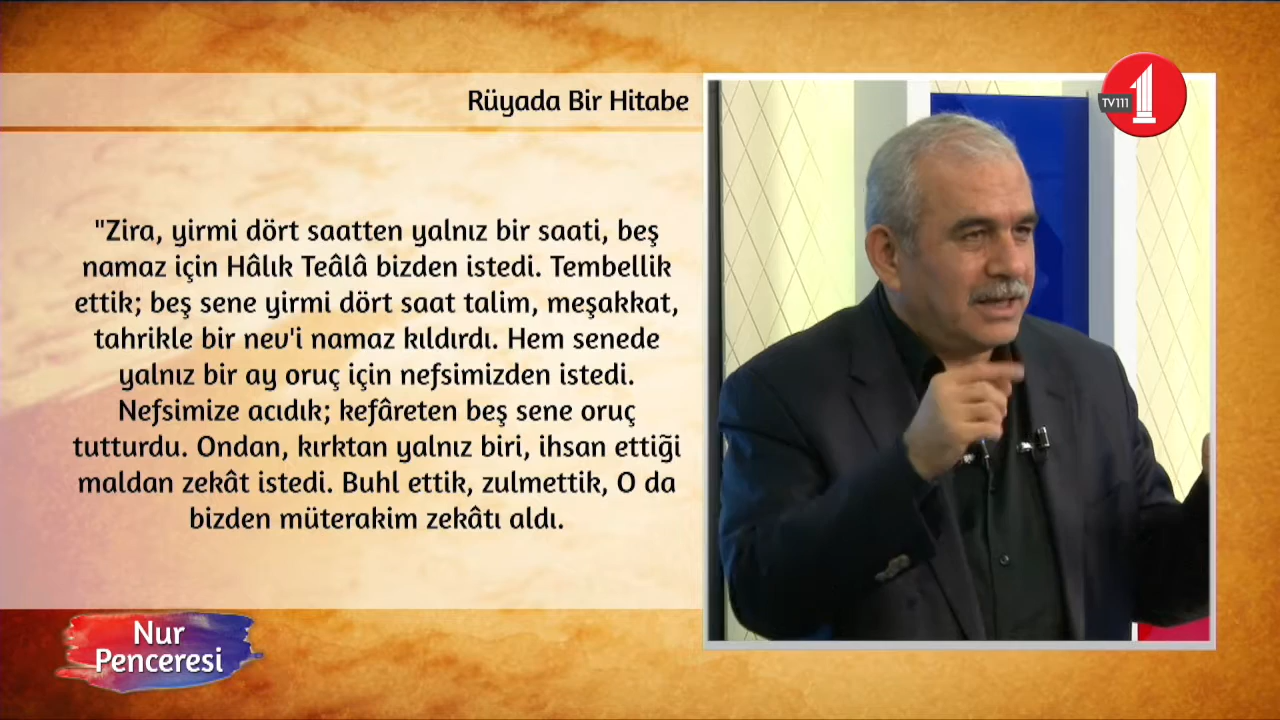 Rüyada Bir Hitabe
TV111
1
"Zira, yirmi dört saatten yalnız bir saati, beş
namaz için Hâlık Teâlâ bizden istedi. Tembellik
ettik; beş sene yirmi dört saat talim, meşakkat,
tahrikle bir nev'i namaz kıldırdı. Hem senede
yalnız bir ay oruç için nefsimizden istedi.
Nefsimize acıdık; kefâreten beş sene oruç
tutturdu. Ondan, kırktan yalnız biri, ihsan ettiği
maldan zekât istedi. Buhl ettik, zulmettik, O da
bizden müterakim zekâtı aldı.
Nur
Penceresi